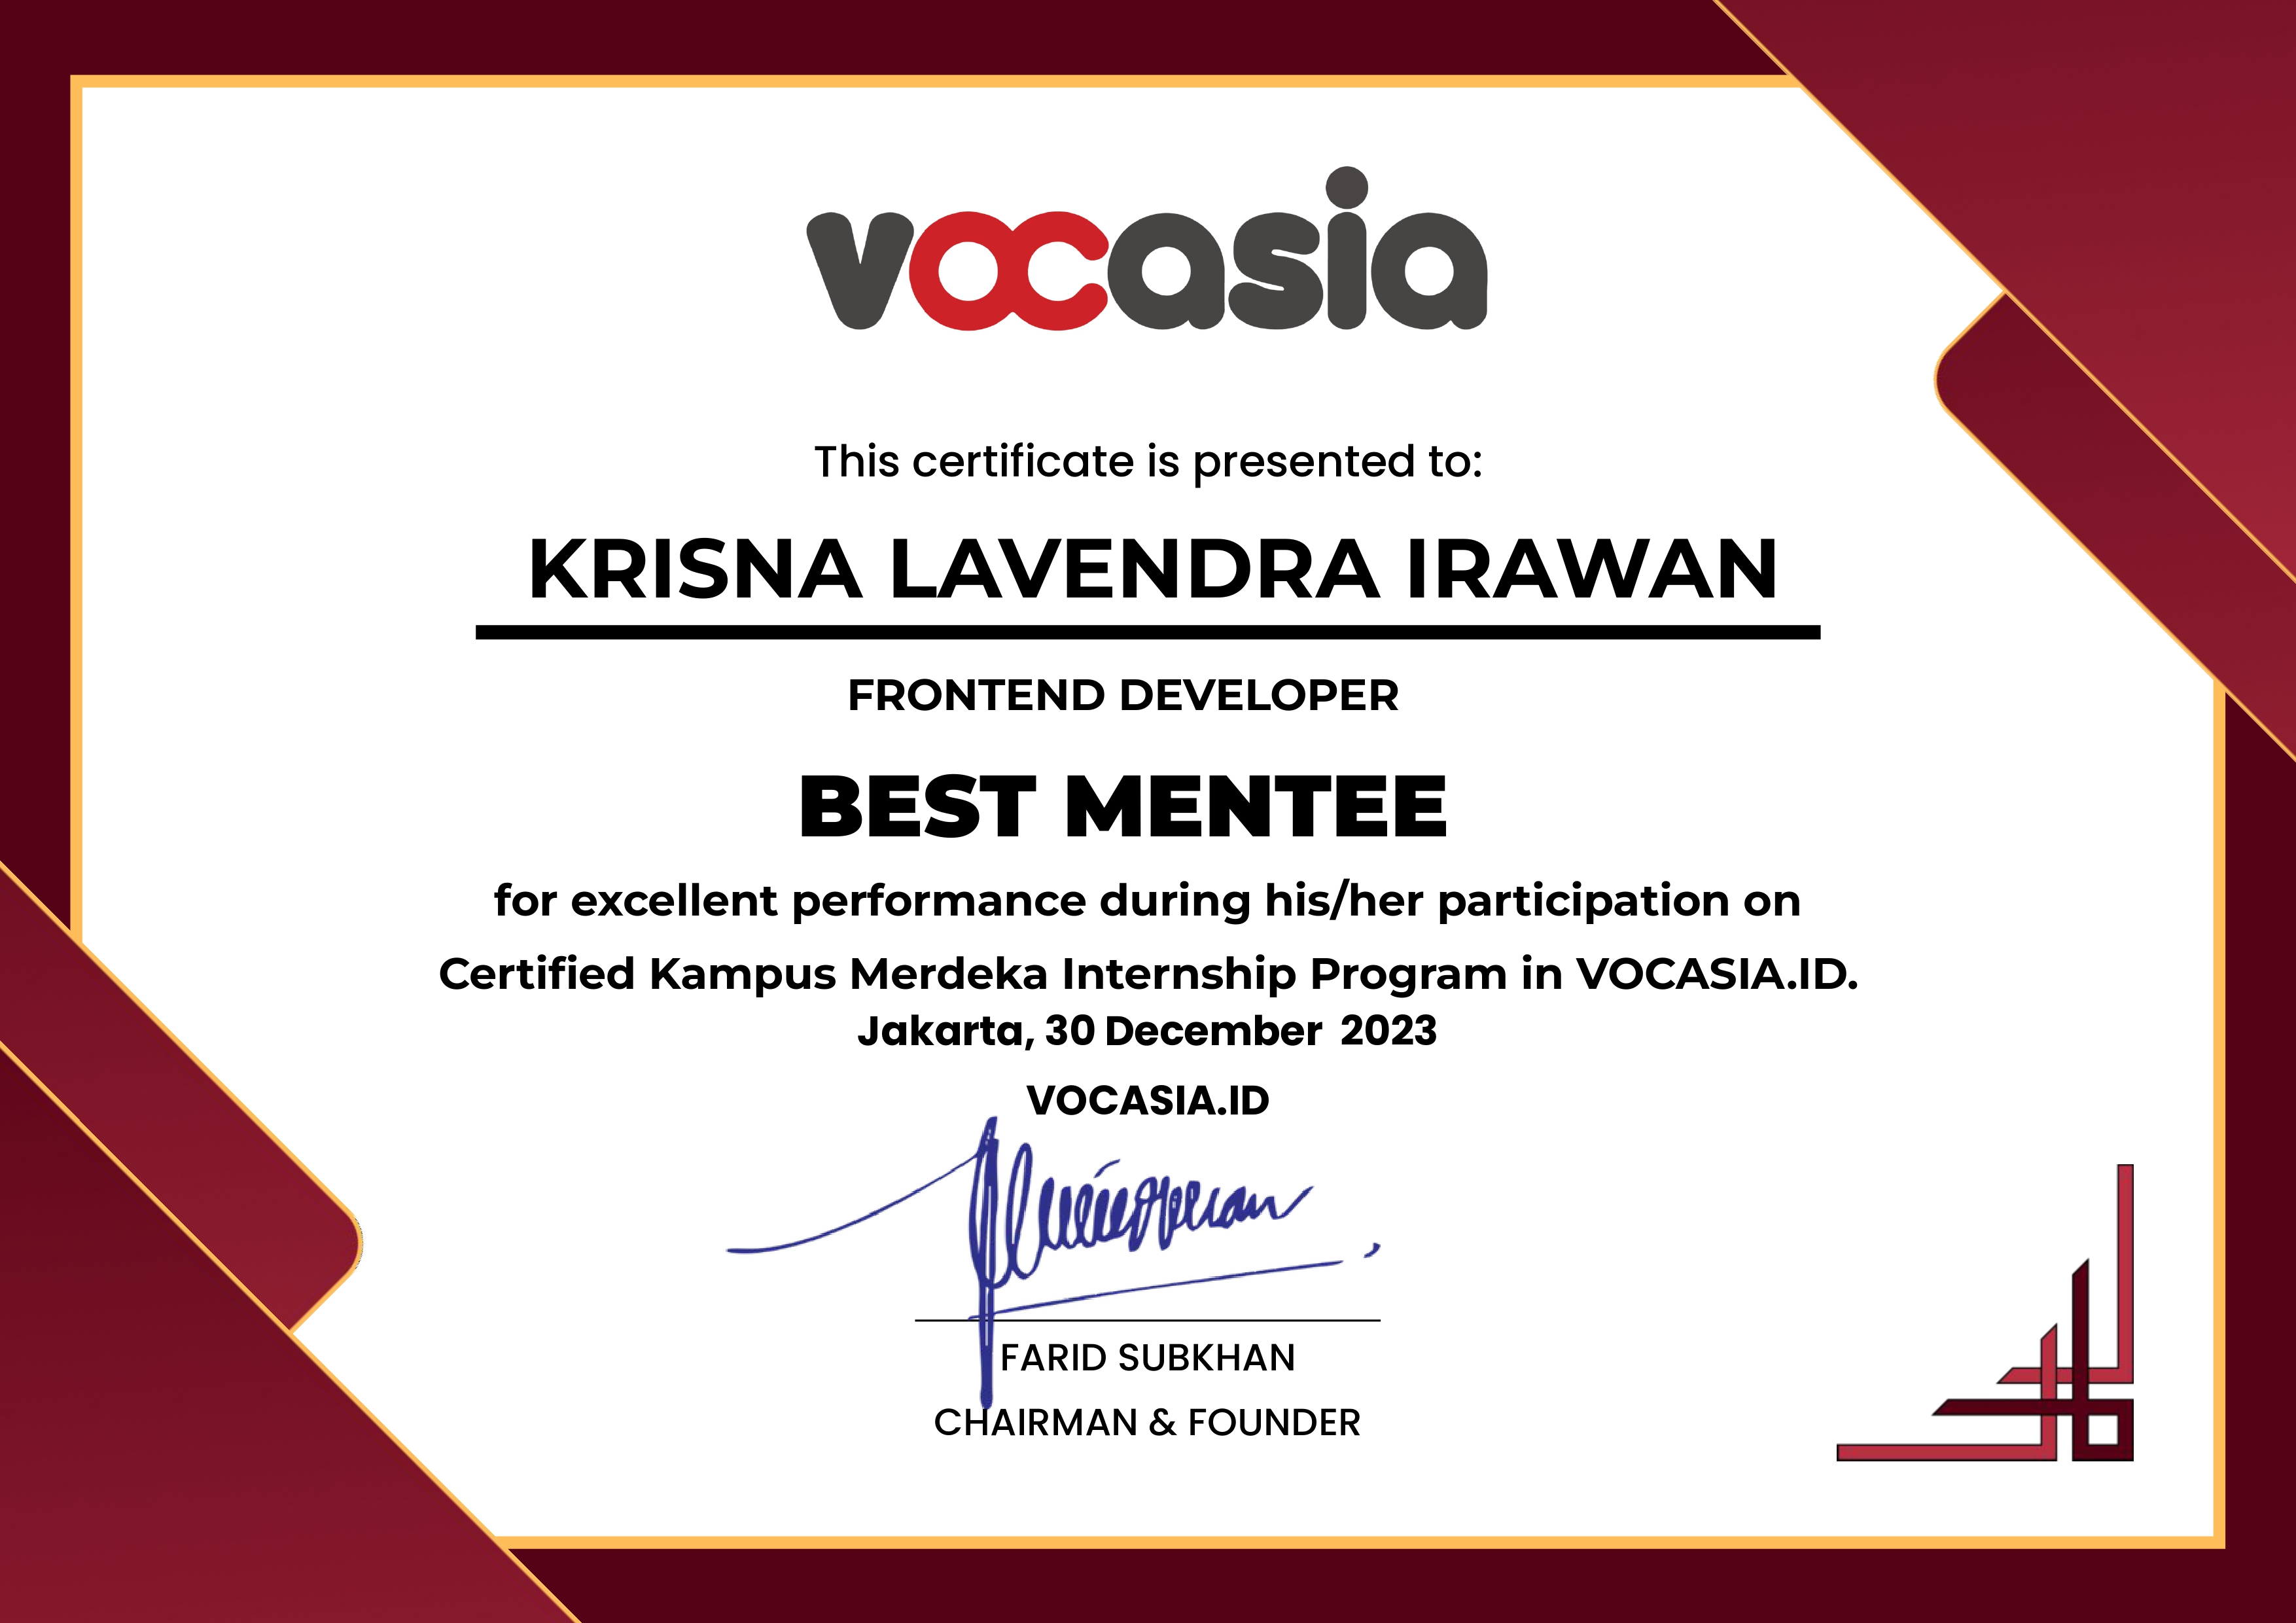 vocasia
This certificate is presented to:
KRISNA LAVENDRA IRAWAN
FRONTEND DEVELOPER
BEST MENTEE
for excellent performance during his/her participation on
Certified Kampus Merdeka Internship Program in VOCASIA.ID.
Jakarta, 30 December 2023
VOCASIA.ID
FARID SUBKHAN
CHAIRMAN & FOUNDER